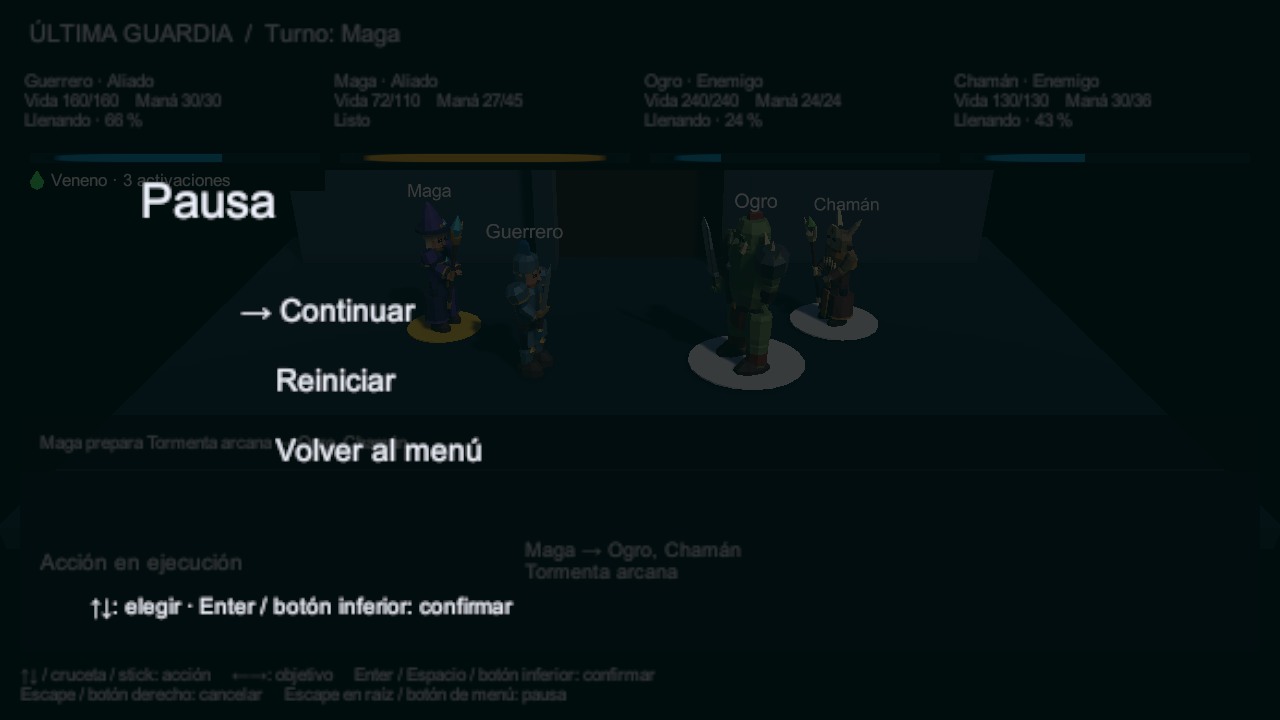 ÚLTIMA GUARDIA / Turno: Maga
Guerrero · Aliado
Vida 160/160 Maná 30/30
Llenando · 66 %
Maga · Aliado
Vida 72/110 Maná 27/45
Listo
Ogro · Enemigo
Vida 240/240 Maná 24/24
Llenando · 24 %
Chamán · Enemigo
Vida 130/130 Maná 30/36
Llenando · 43 %
Veneno · 3 activaciones
Pausa
Maga
Guerrero
Ogro
Chamán
→ Continuar
Reiniciar
Maga prepara Tormenta arcana
Volver al menú
Acción en ejecución
Maga → Ogro, Chamán
Tormenta arcana
↑↓: elegir · Enter / botón inferior: confirmar
↑↓ / cruceta / stick: acción ←→: objetivo Enter / Espacio / botón inferior: confirmar
Escape / botón derecho: cancelar Escape en raíz / botón de menú: pausa